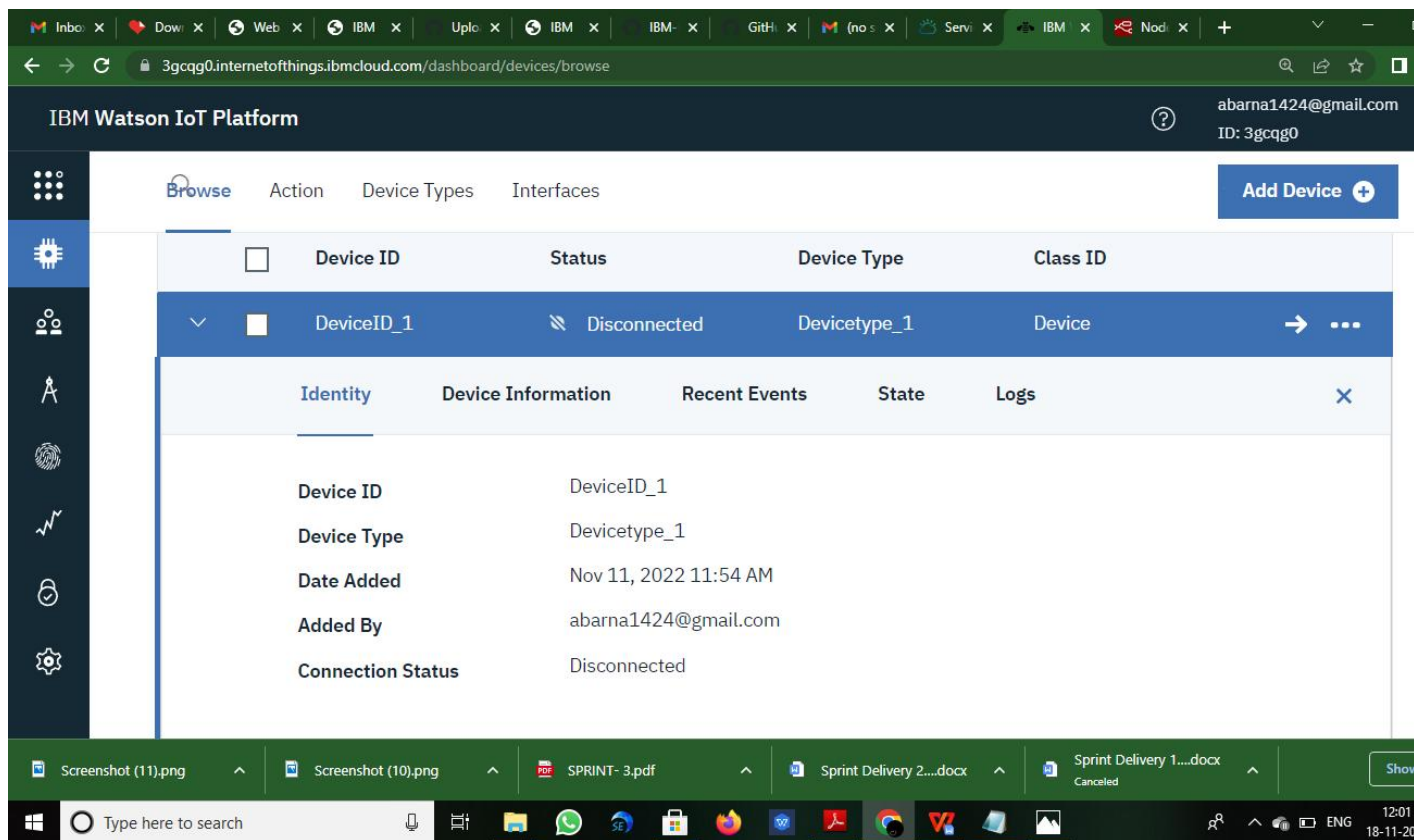 Inbo
Dow
Web
IBM
Uplo
IBM
IBM-
GitH
(no s
Servi
IBM
Nod
3gcqg0.internetofthings.ibmcloud.com/dashboard/devices/browse
IBM Watson IoT Platform
abarna1424@gmail.com
ID: 3gcqg0
Browse Action Device Types Interfaces
Add Device
Device ID Status Device Type Class ID
DeviceID_1 Disconnected Devicetype_1 Device
Identity Device Information Recent Events State Logs
Device ID DeviceID_1
Device Type Devicetype_1
Date Added Nov 11, 2022 11:54 AM
Added By abarna1424@gmail.com
Connection Status Disconnected
Screenshot (11).png
Screenshot (10).png
PDF
SPRINT- 3.pdf
Sprint Delivery 2....docx
Sprint Delivery 1....docx
Canceled
Show
Type here to search
SE
ENG
12:01
18-11-20